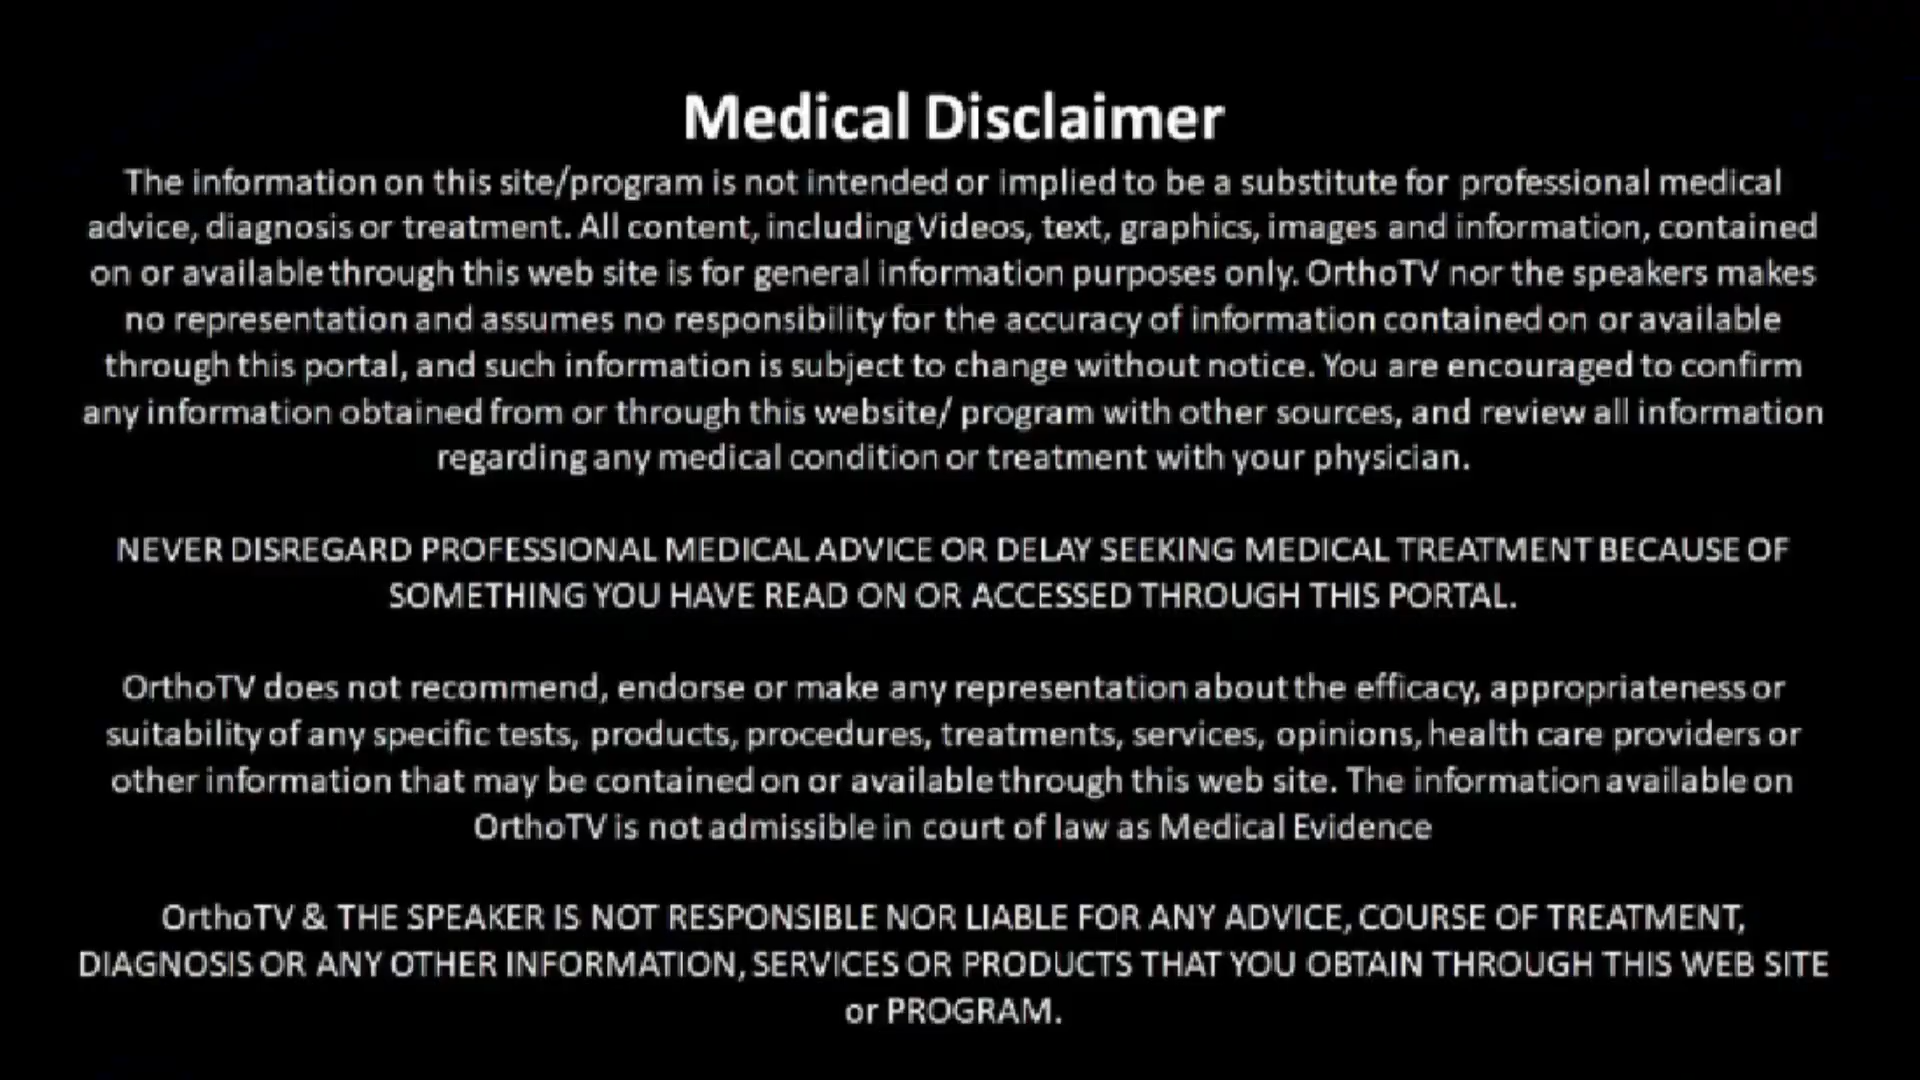 Medical Disclaimer
The information on this site/program is not intended or implied to be a substitute for professional medical
advice, diagnosis or treatment. All content, including Videos, text, graphics, images and information, contained
on or available through this web site is for general information purposes only. OrthoTV nor the speakers makes
no representation and assumes no responsibility for the accuracy of information contained on or available
through this portal, and such information is subject to change without notice. You are encouraged to confirm
any information obtained from or through this website/ program with other sources, and review all information
regarding any medical condition or treatment with your physician.
NEVER DISREGARD PROFESSIONAL MEDICAL ADVICE OR DELAY SEEKING MEDICAL TREATMENT BECAUSE OF
SOMETHING YOU HAVE READ ON OR ACCESSED THROUGH THIS PORTAL.
OrthoTV does not recommend, endorse or make any representation about the efficacy, appropriateness or
suitability of any specific tests, products, procedures, treatments, services, opinions, health care providers or
other information that may be contained on or available through this web site. The information available on
OrthoTV is not admissible in court of law as Medical Evidence
OrthoTV & THE SPEAKER IS NOT RESPONSIBLE NOR LIABLE FOR ANY ADVICE, COURSE OF TREATMENT,
DIAGNOSIS OR ANY OTHER INFORMATION, SERVICES OR PRODUCTS THAT YOU OBTAIN THROUGH THIS WEB SITE
or PROGRAM.